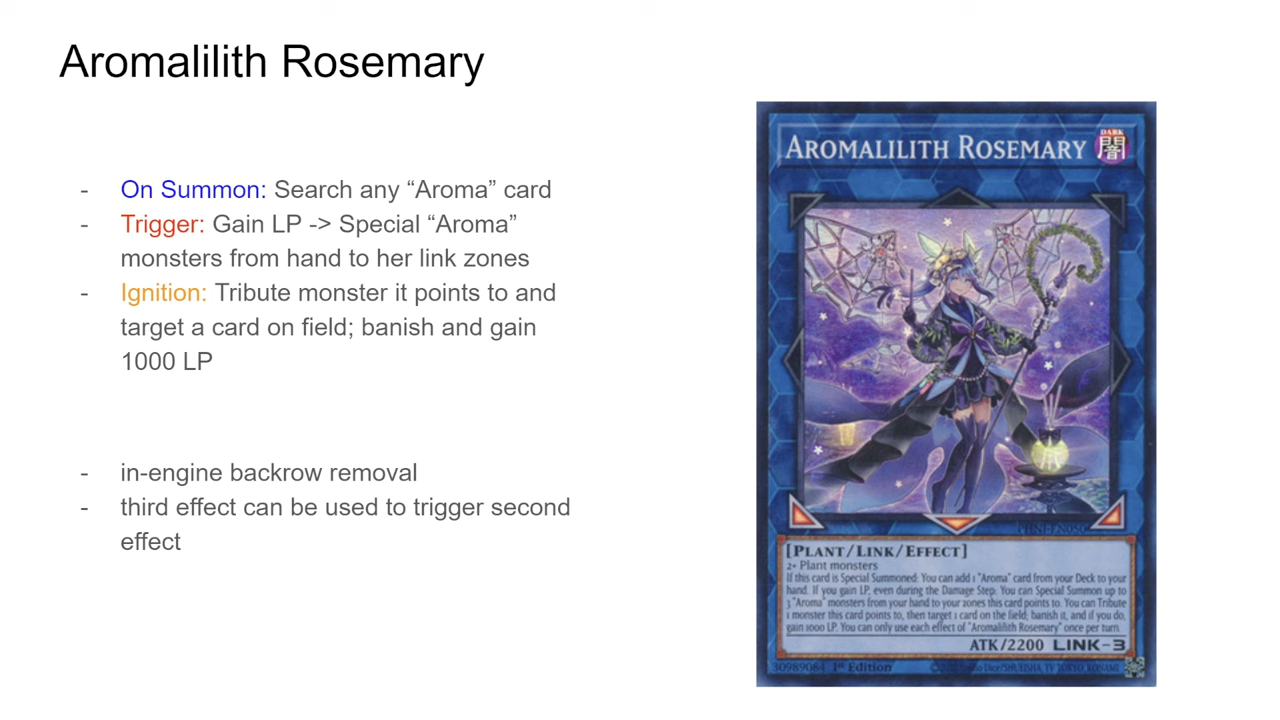 Aromalilith Rosemary
- On Summon: Search any “Aroma” card
- Trigger: Gain LP -> Special “Aroma”
monsters from hand to her link zones
- Ignition: Tribute monster it points to and
target a card on field; banish and gain
1000 LP
- in-engine backrow removal
- third effect can be used to trigger second
effect
AROMALILITH ROSEMARY
DARK
闇
[PLANT/LINK/EFFECT]
2+ Plant monsters
If this card is Special Summoned: You can add 1 "Aroma" card from your Deck to your
hand. If you gain LP, even during the Damage Step: You can Special Summon up to
3 "Aroma" monsters from your hand to your zones this card points to. You can Tribute
1 monster this card points to, then target 1 card on the field; banish it, and if you do,
gain 1000 LP. You can only use each effect of "Aromalilith Rosemary" once per turn.
ATK/2200 LINK-3
30989084 1st Edition